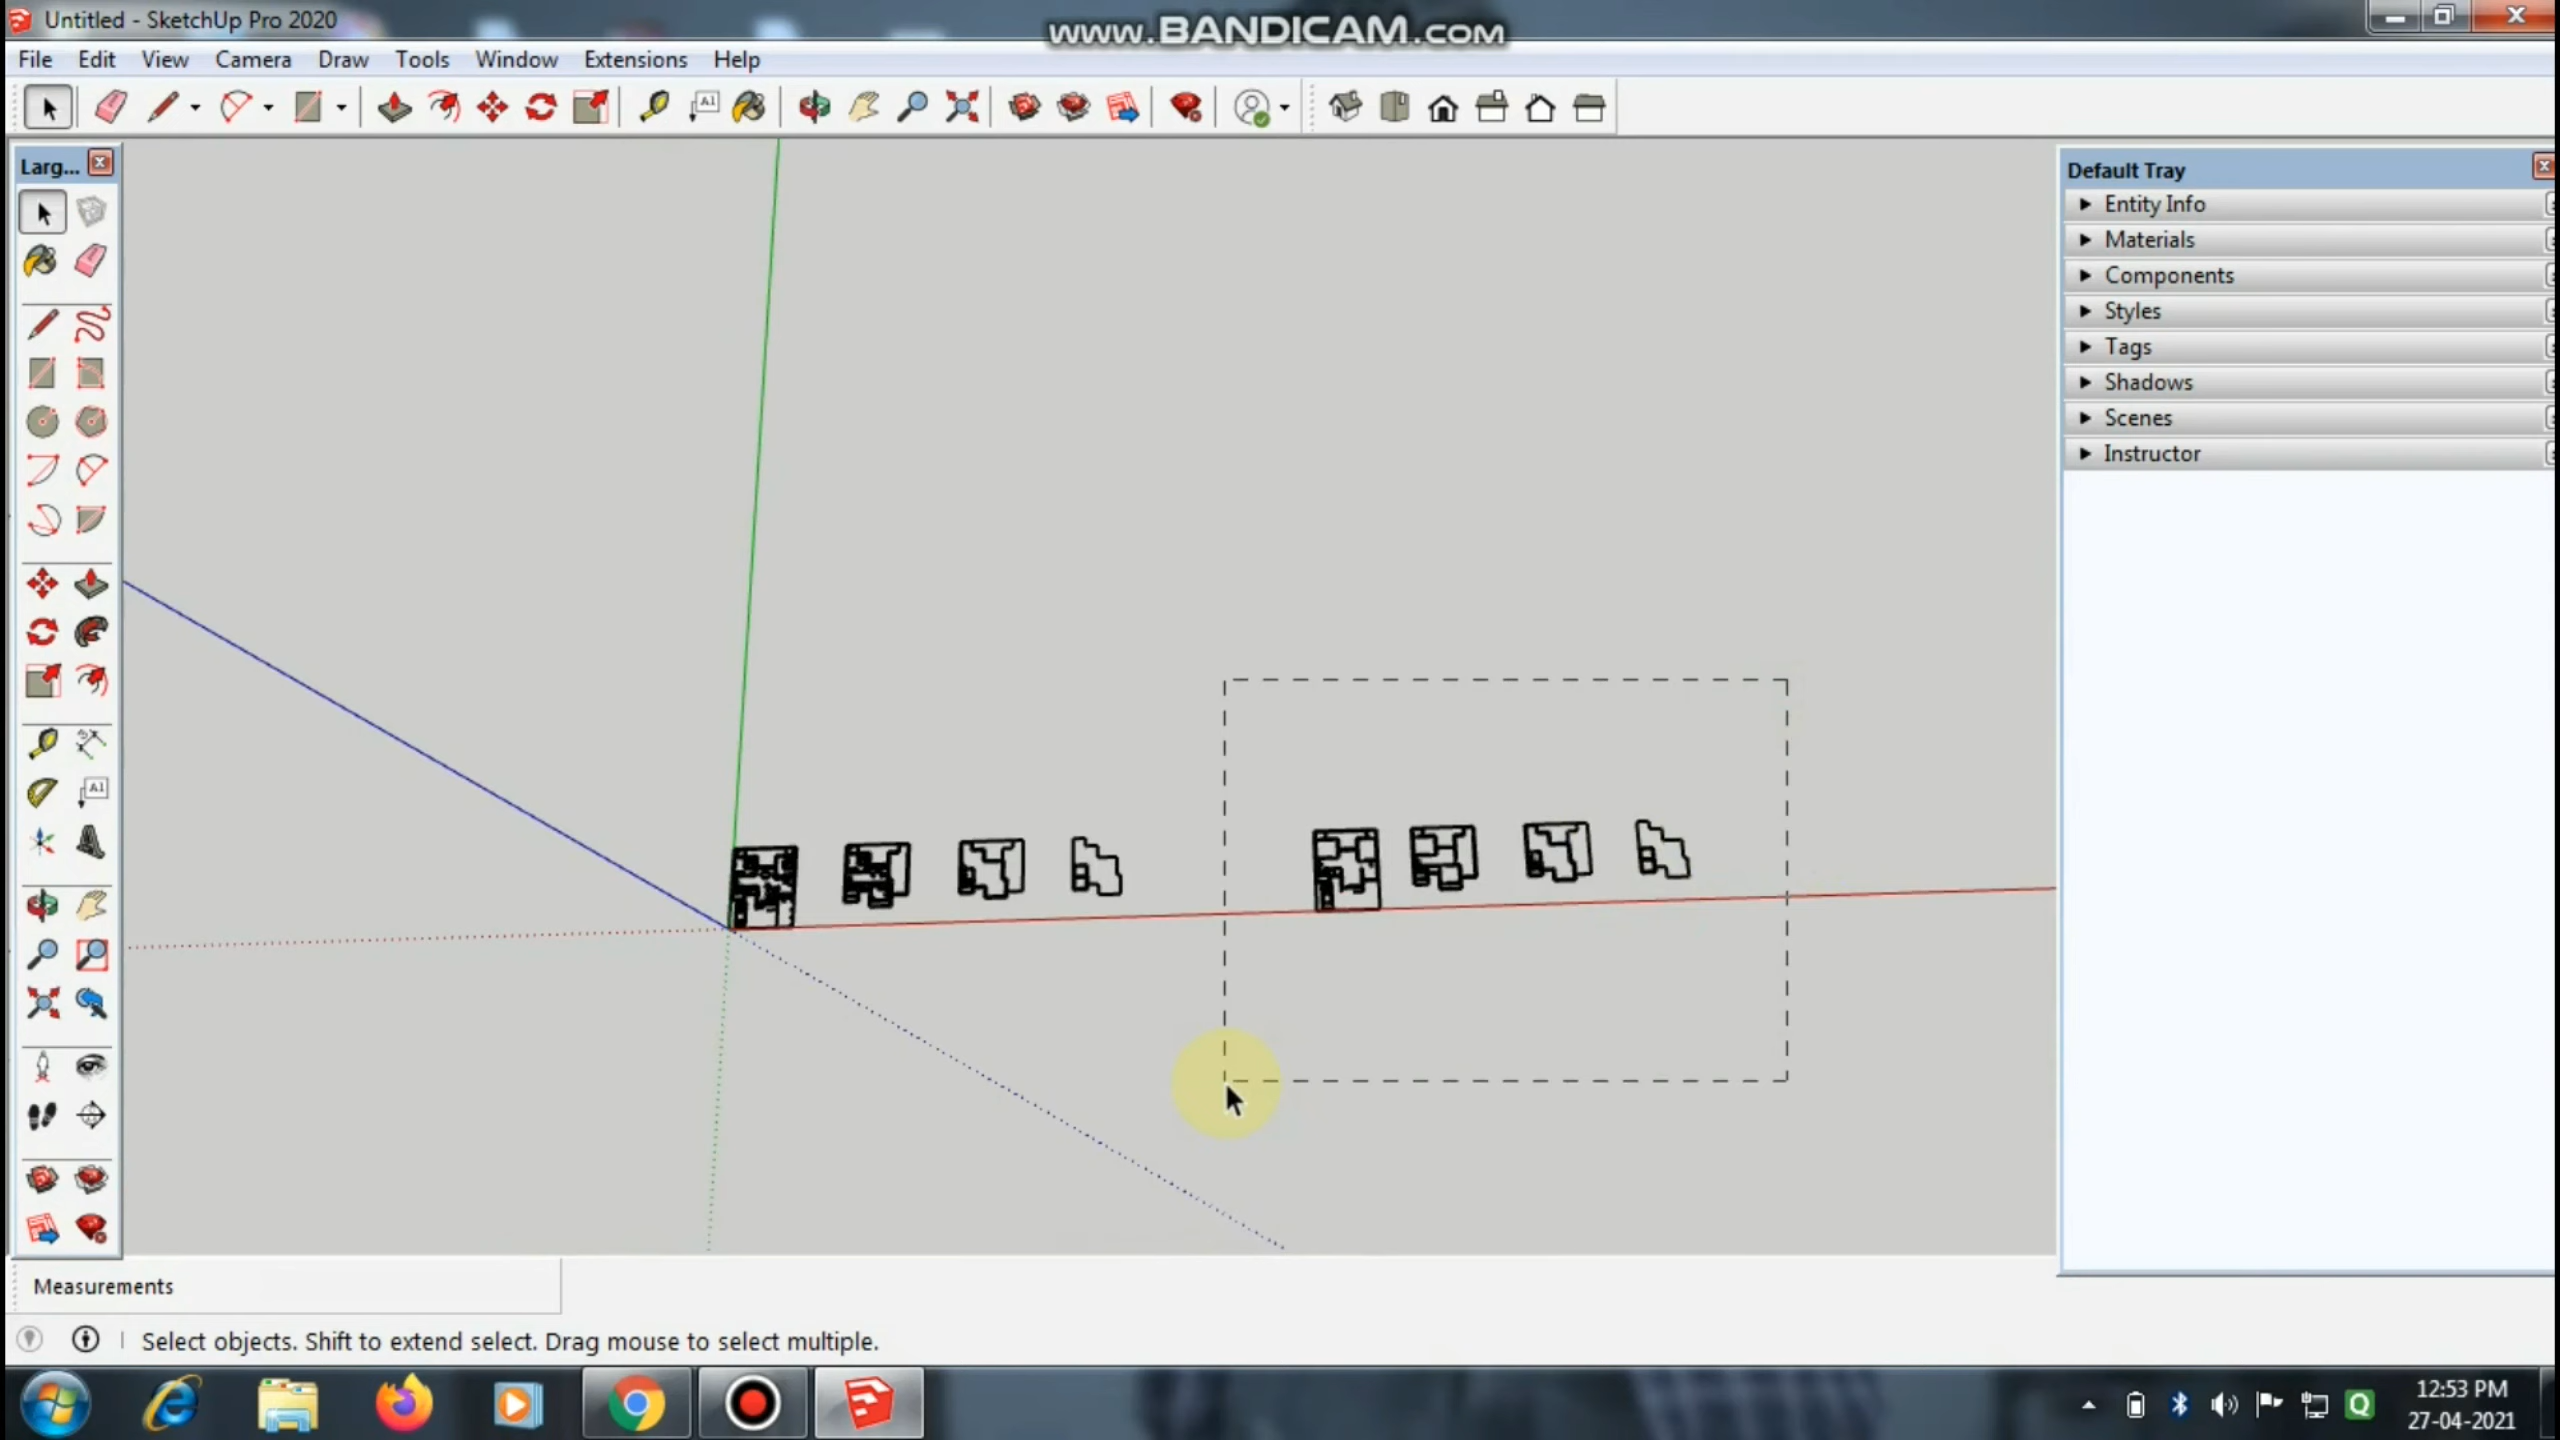 Untitled - SketchUp Pro 2020
www.BANDICAM.com
File Edit View Camera Draw Tools Window Extensions Help
A1
Larg...
A1
Default Tray
Entity Info
Materials
Components
Styles
Tags
Shadows
Scenes
Instructor
Measurements
Select objects. Shift to extend select. Drag mouse to select multiple.
12:53 PM
27-04-2021